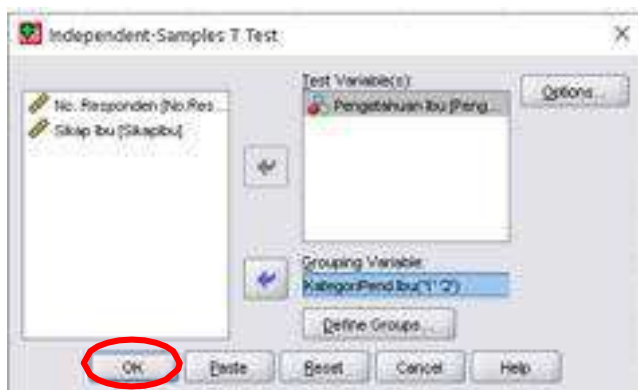 Independent-Samples T Test
No. Responden [No.Res...
Sikap Ibu [SikapIbu]
Test Variable(s):
Pengetahuan Ibu [Peng...
Options...
Grouping Variable:
KategoriPend.Ibu('1' '2')
Define Groups...
OK Paste Reset Cancel Help